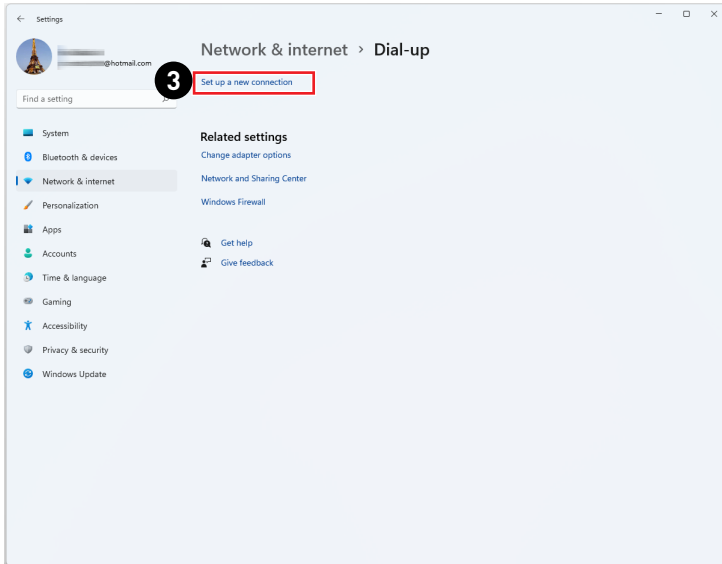 Settings
@hotmail.com
Find a setting
System
Bluetooth & devices
Network & internet
Personalization
Apps
Accounts
Time & language
Gaming
Accessibility
Privacy & security
Windows Update
Network & internet > Dial-up
3
Set up a new connection
Related settings
Change adapter options
Network and Sharing Center
Windows Firewall
Get help
Give feedback